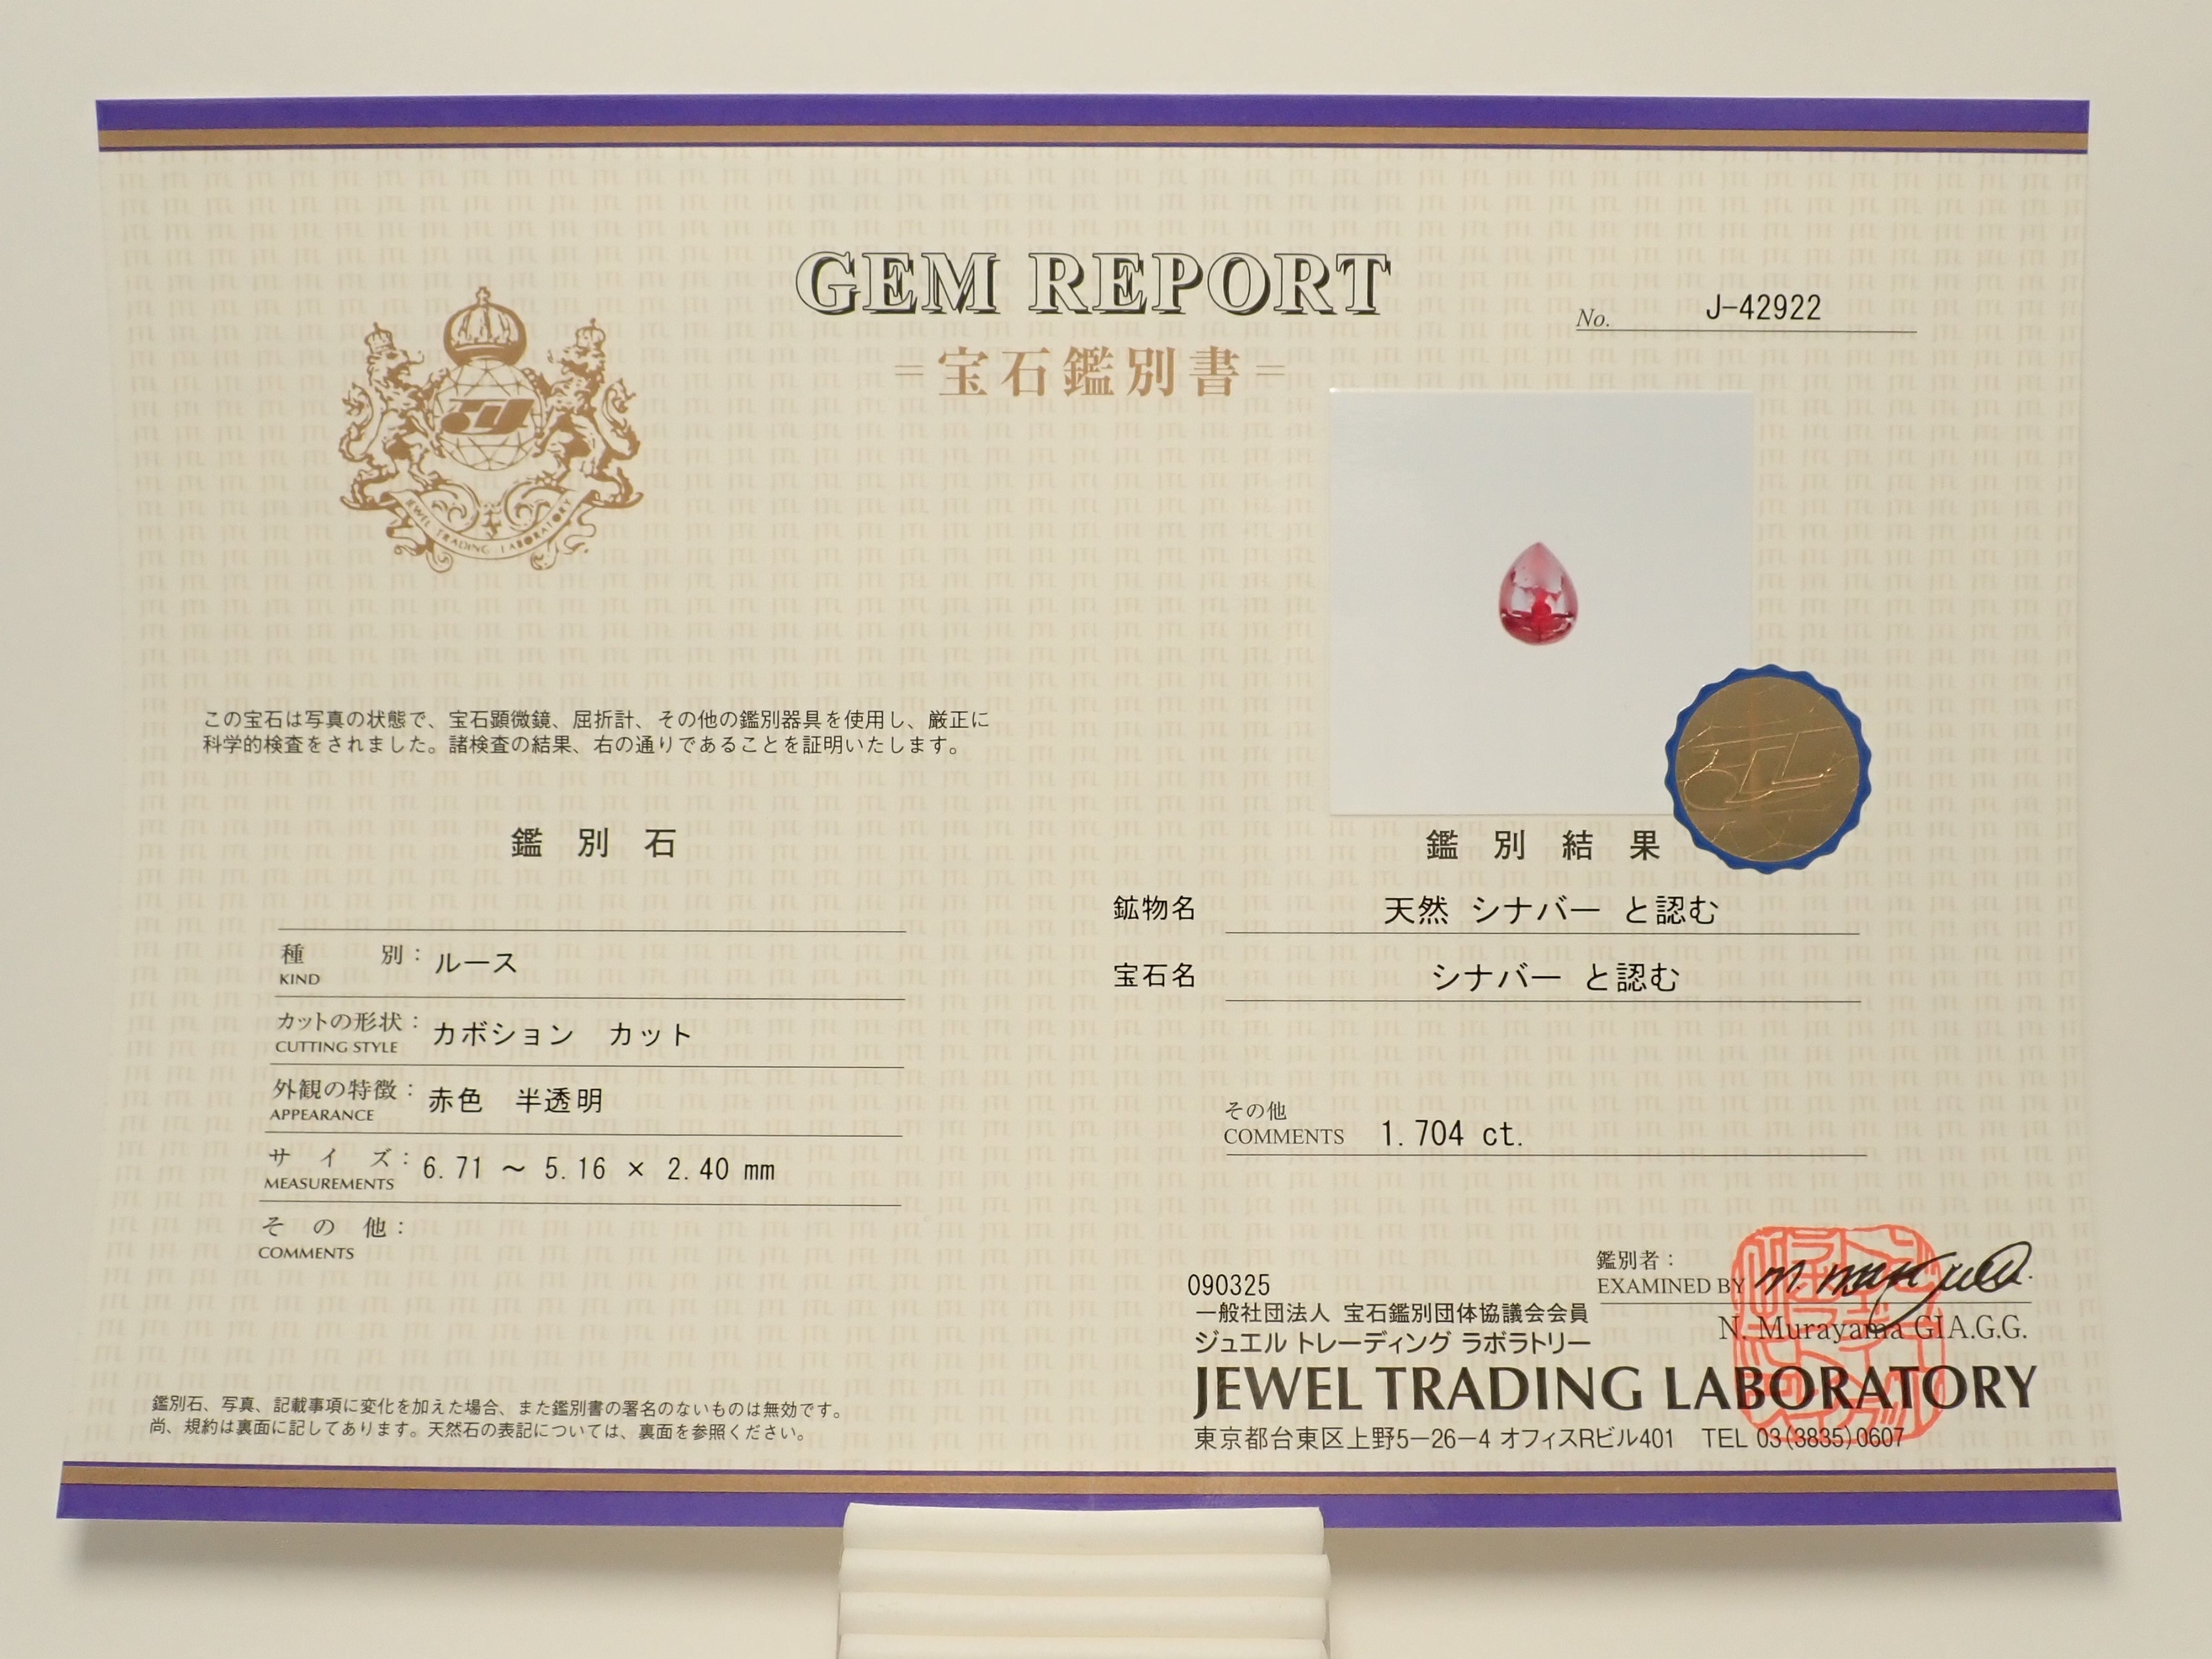 GEM REPORT
=宝石鑑別書=
No. J-42922
JEWEL TRADING LABORATORY
この宝石は写真の状態で、宝石顕微鏡、屈折計、その他の鑑別器具を使用し、厳正に
科学的検査をされました。諸検査の結果、右の通りであることを証明いたします。
鑑別石
種別: ルース
KIND
カットの形状: カボション カット
CUTTING STYLE
外観の特徴: 赤色 半透明
APPEARANCE
サイズ: 6.71 ~ 5.16 × 2.40 mm
MEASUREMENTS
その他:
COMMENTS
鑑別石、写真、記載事項に変化を加えた場合、また鑑別書の署名のないものは無効です。
尚、規約は裏面に記してあります。天然石の表記については、裏面を参照ください。
鑑別結果
鉱物名 天然 シナバー と認む
宝石名 シナバー と認む
その他
COMMENTS 1.704 ct.
鑑別者:
EXAMINED BY
N. Murayama GIA.G.G.
090325
一般社団法人 宝石鑑別団体協議会会員
ジュエル トレーディング ラボラトリー
JEWEL TRADING LABORATORY
東京都台東区上野5-26-4 オフィスRビル401 TEL 03(3835)0607